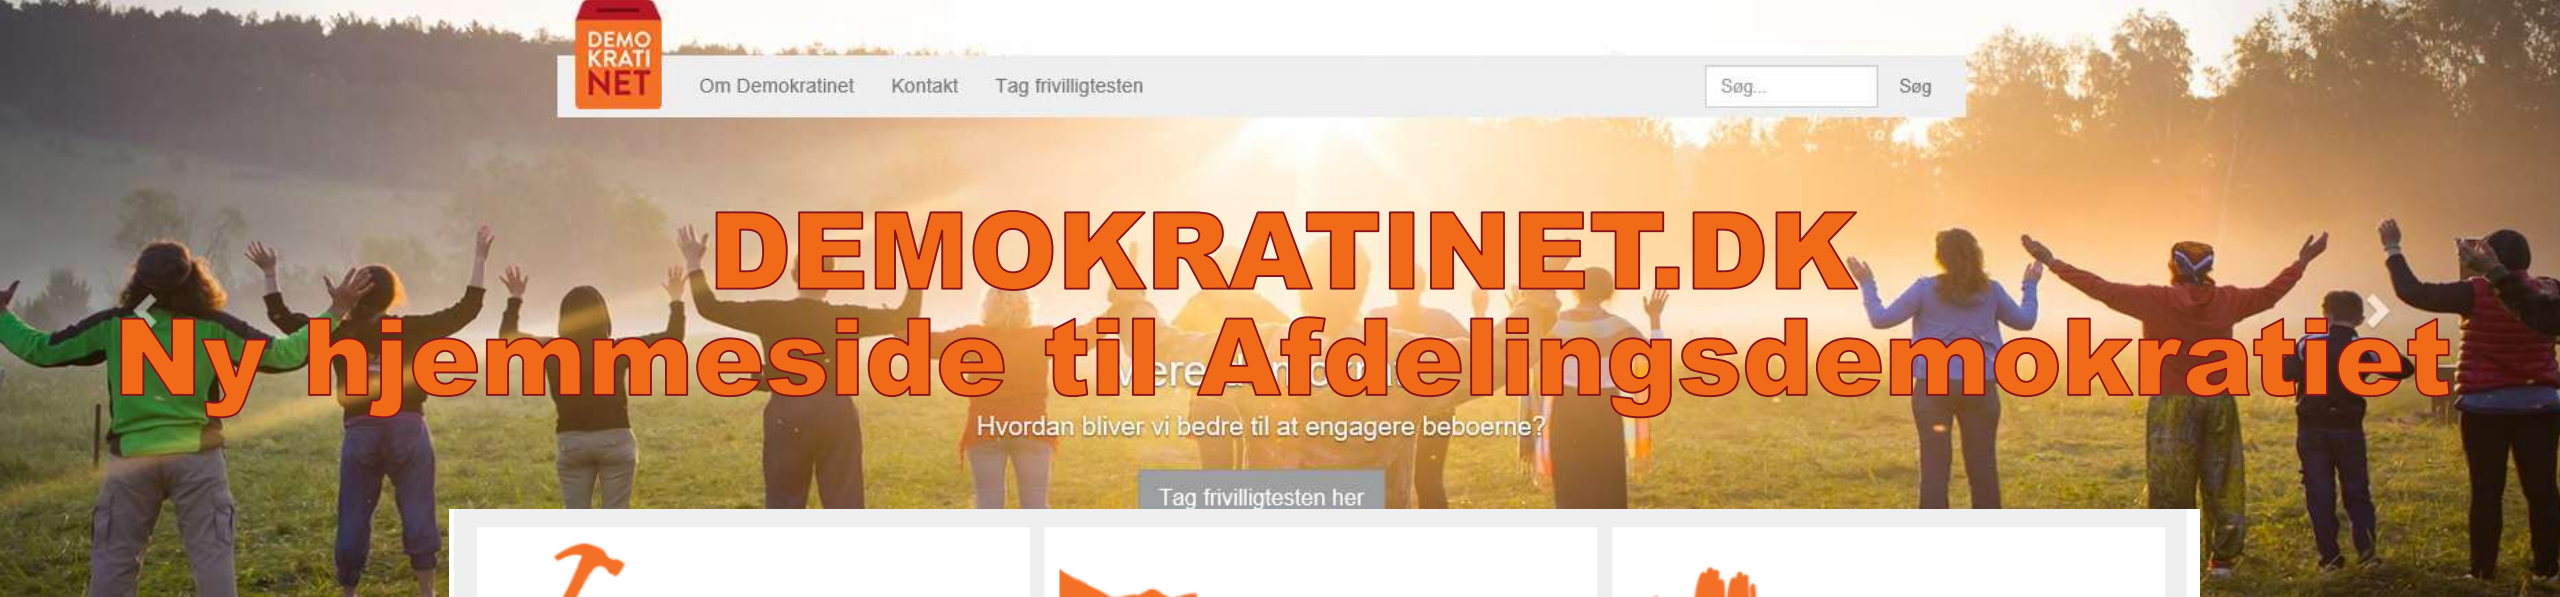 DEMO
KRATI
NET
Om Demokratinet Kontakt Tag frivilligtesten Søg... Søg
DEMOKRATINET.DK
Ny hjemmeside til Afdelingsdemokratiet
Hvordan bliver vi bedre til at engagere beboerne?
Tag frivilligtesten her